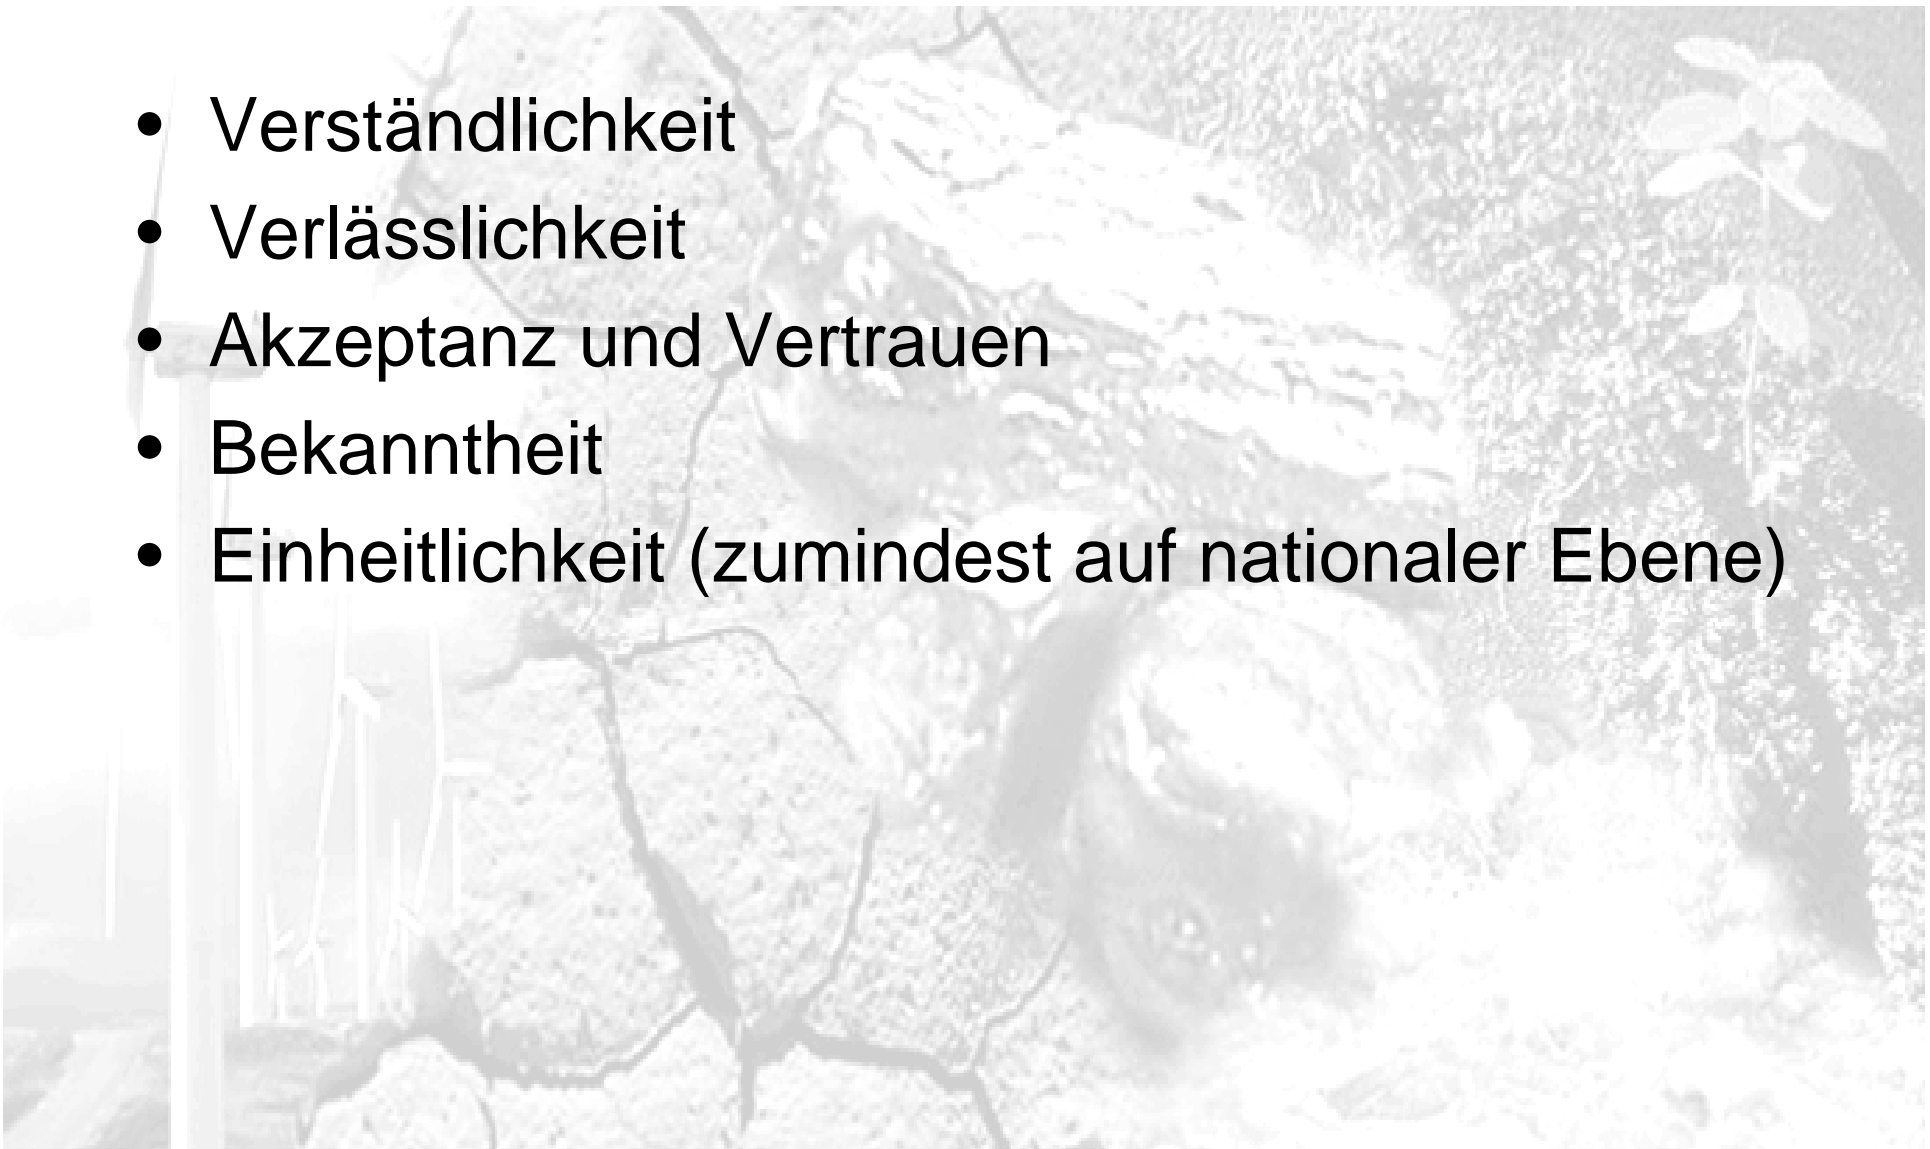 • Verständlichkeit
• Verlässlichkeit
• Akzeptanz und Vertrauen
• Bekanntheit
• Einheitlichkeit (zumindest auf nationaler Ebene)